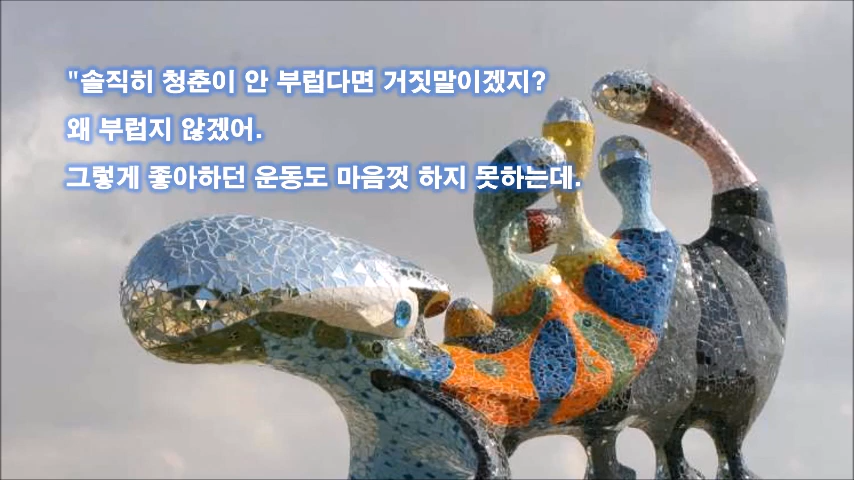 "솔직히 청춘이 안 부럽다면 거짓말이겠지?
왜 부럽지 않겠어.
그렇게 좋아하던 운동도 마음껏 하지 못하는데.